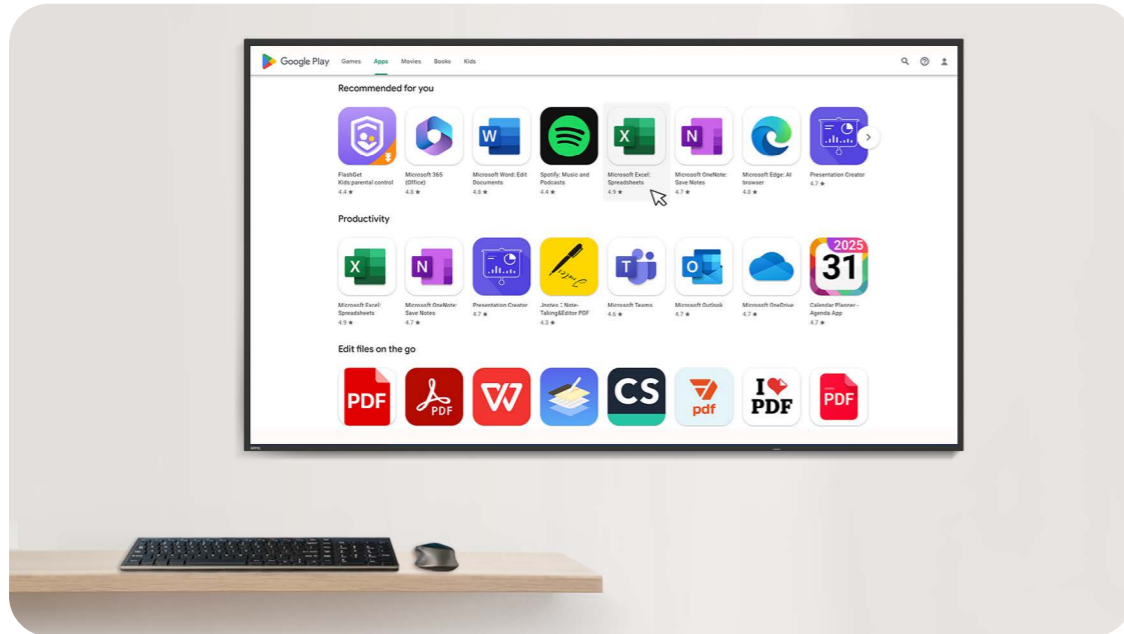 Google Play Games Apps Movies Books Kids
Recommended for you
FlashGet Kids:parental control
4.4 ★
Microsoft 365 (Office)
4.8 ★
Microsoft Word: Edit Documents
4.8 ★
Spotify: Music and Podcasts
4.4 ★
Microsoft Excel: Spreadsheets
4.9 ★
Microsoft OneNote: Save Notes
4.7 ★
Microsoft Edge: AI browser
4.8 ★
Presentation Creator
4.7 ★
W
X
N
Productivity
X
N
Jnotes
T
O
2025
31
Microsoft Excel: Spreadsheets
4.9 ★
Microsoft OneNote: Save Notes
4.7 ★
Presentation Creator
4.7 ★
Jnotes : Note-Taking&Editor PDF
4.3 ★
Microsoft Teams
4.6 ★
Microsoft Outlook
4.7 ★
Microsoft OneDrive
4.7 ★
Calendar Planner - Agenda App
4.7 ★
Edit files on the go
PDF
PDF
W
CS
pdf
I
PDF
PDF